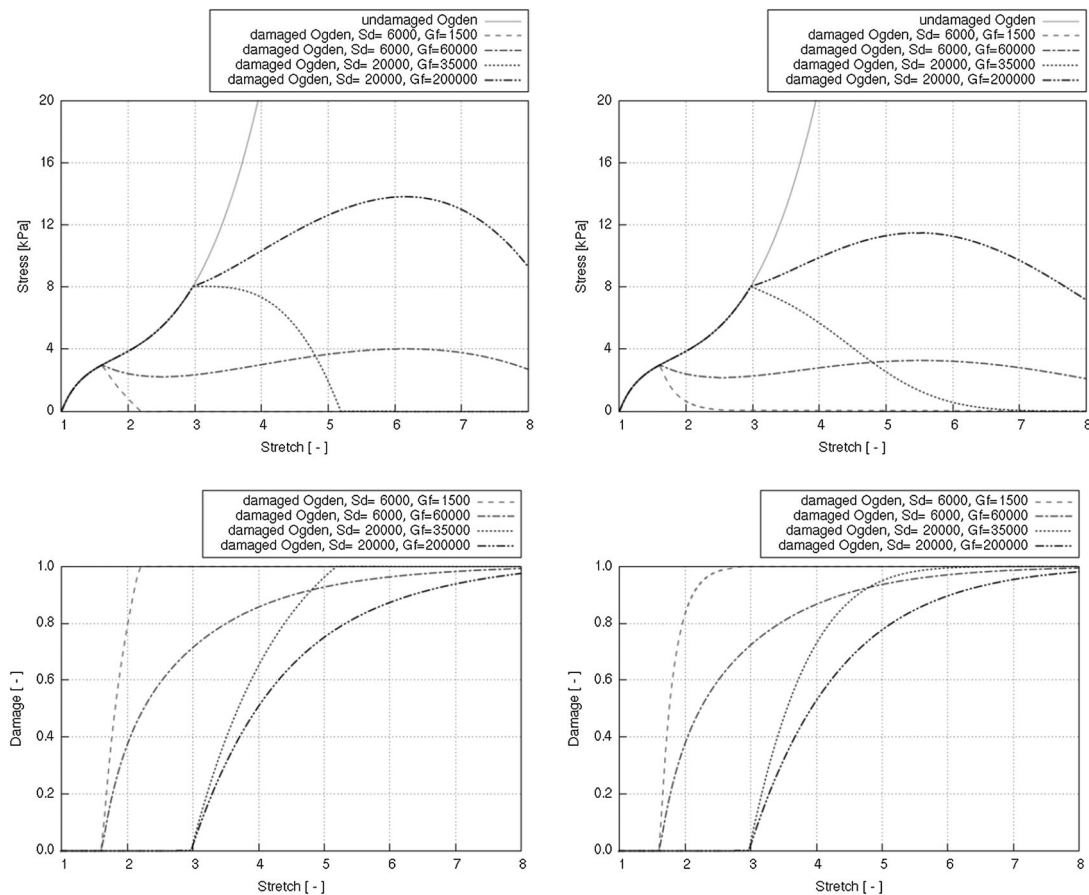 undamaged Ogden
damaged Ogden, Sd= 6000, Gf=1500
damaged Ogden, Sd= 6000, Gf=60000
damaged Ogden, Sd= 20000, Gf=35000
damaged Ogden, Sd= 20000, Gf=200000
20
16
12
8
4
0
Stress [kPa]
1 2 3 4 5 6 7 8
Stretch [ - ]
undamaged Ogden
damaged Ogden, Sd= 6000, Gf=1500
damaged Ogden, Sd= 6000, Gf=60000
damaged Ogden, Sd= 20000, Gf=35000
damaged Ogden, Sd= 20000, Gf=200000
20
16
12
8
4
0
Stress [kPa]
1 2 3 4 5 6 7 8
Stretch [ - ]
damaged Ogden, Sd= 6000, Gf=1500
damaged Ogden, Sd= 6000, Gf=60000
damaged Ogden, Sd= 20000, Gf=35000
damaged Ogden, Sd= 20000, Gf=200000
1.0
0.8
0.6
0.4
0.2
0.0
Damage [ - ]
1 2 3 4 5 6 7 8
Stretch [ - ]
damaged Ogden, Sd= 6000, Gf=1500
damaged Ogden, Sd= 6000, Gf=60000
damaged Ogden, Sd= 20000, Gf=35000
damaged Ogden, Sd= 20000, Gf=200000
1.0
0.8
0.6
0.4
0.2
0.0
Damage [ - ]
1 2 3 4 5 6 7 8
Stretch [ - ]